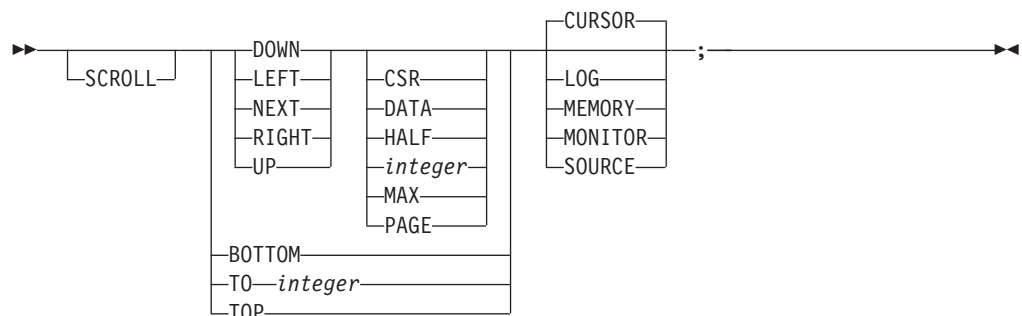 CURSOR
DOWN ;
SCROLL LEFT CSR LOG
NEXT DATA MEMORY
RIGHT HALF MONITOR
UP integer SOURCE
MAX
PAGE
BOTTOM
TO integer
TOP